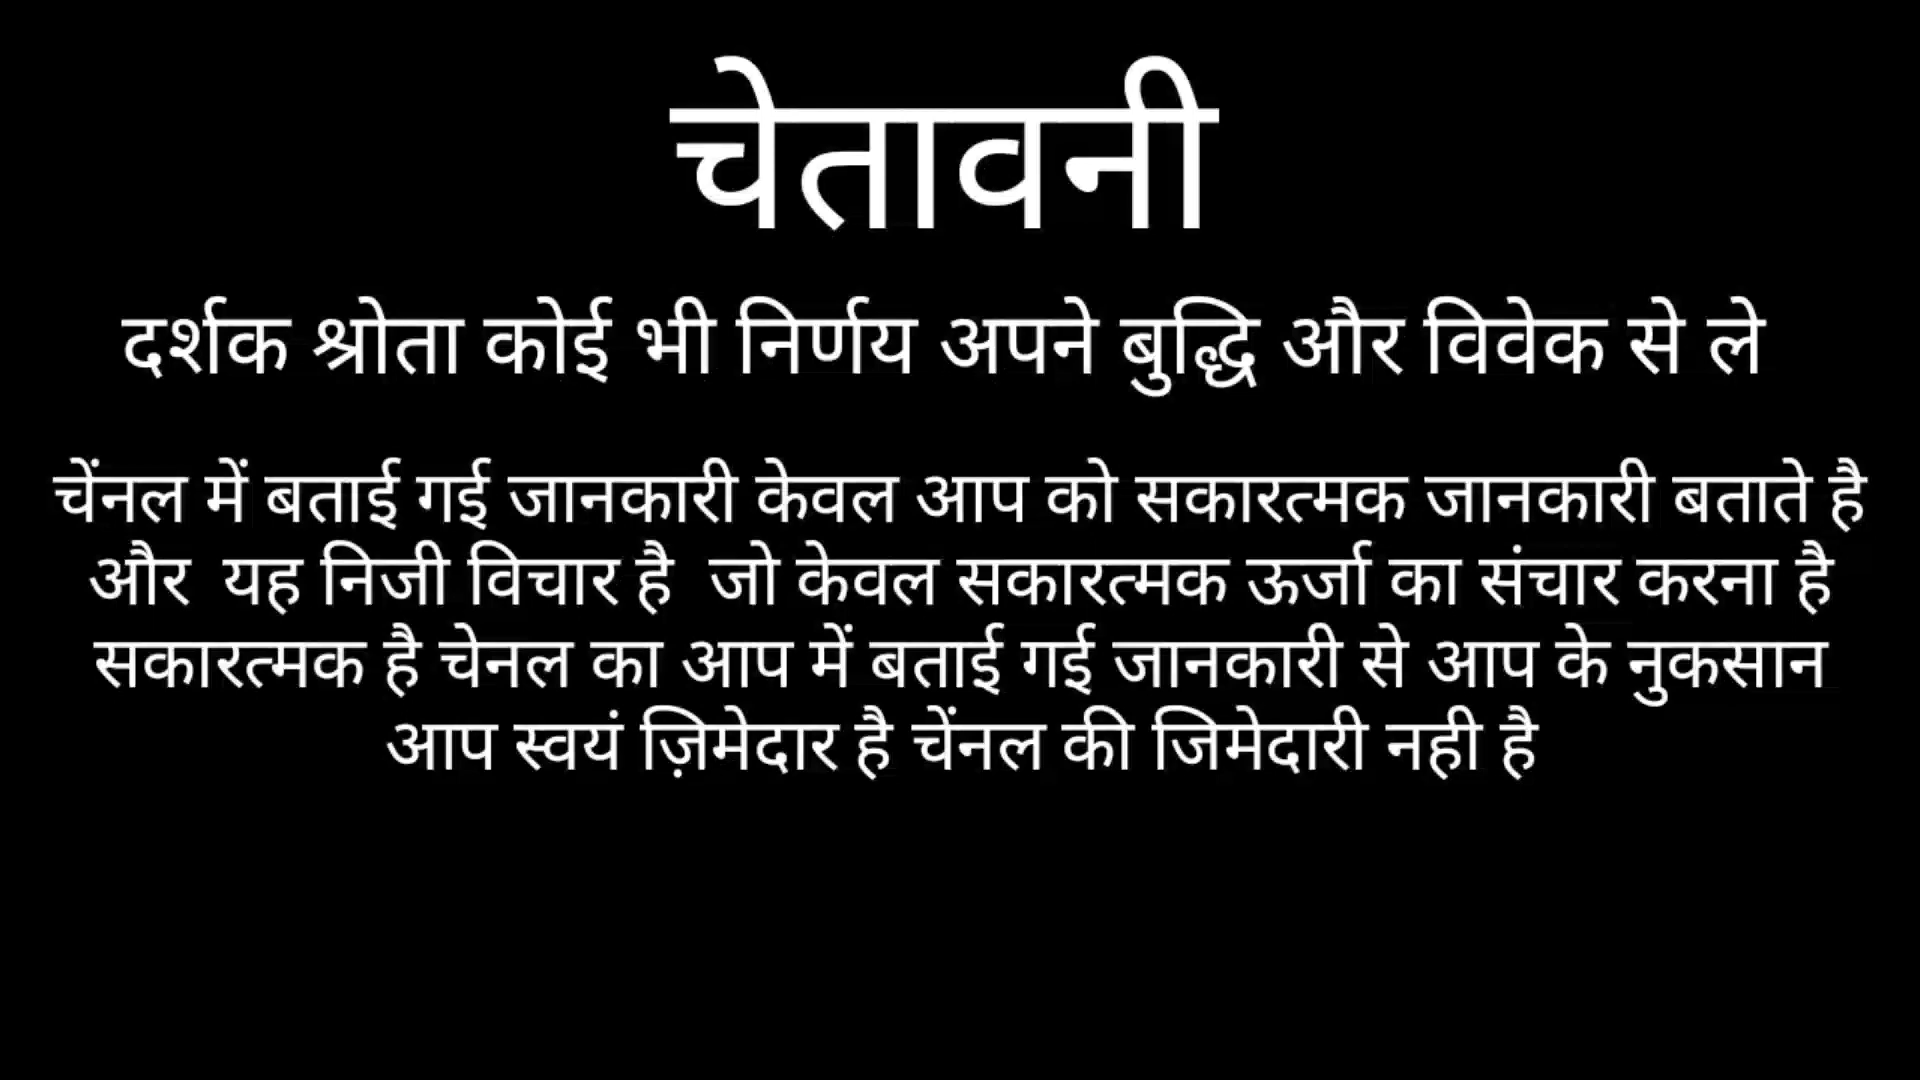 चेतावनी
दर्शक श्रोता कोई भी निर्णय अपने बुद्धि और विवेक से ले
चेंनल में बताई गई जानकारी केवल आप को सकारत्मक जानकारी बताते है
और यह निजी विचार है जो केवल सकारत्मक ऊर्जा का संचार करना है
सकारत्मक है चेनल का आप में बताई गई जानकारी से आप के नुकसान
आप स्वयं ज़िमेदार है चेंनल की जिमेदारी नही है